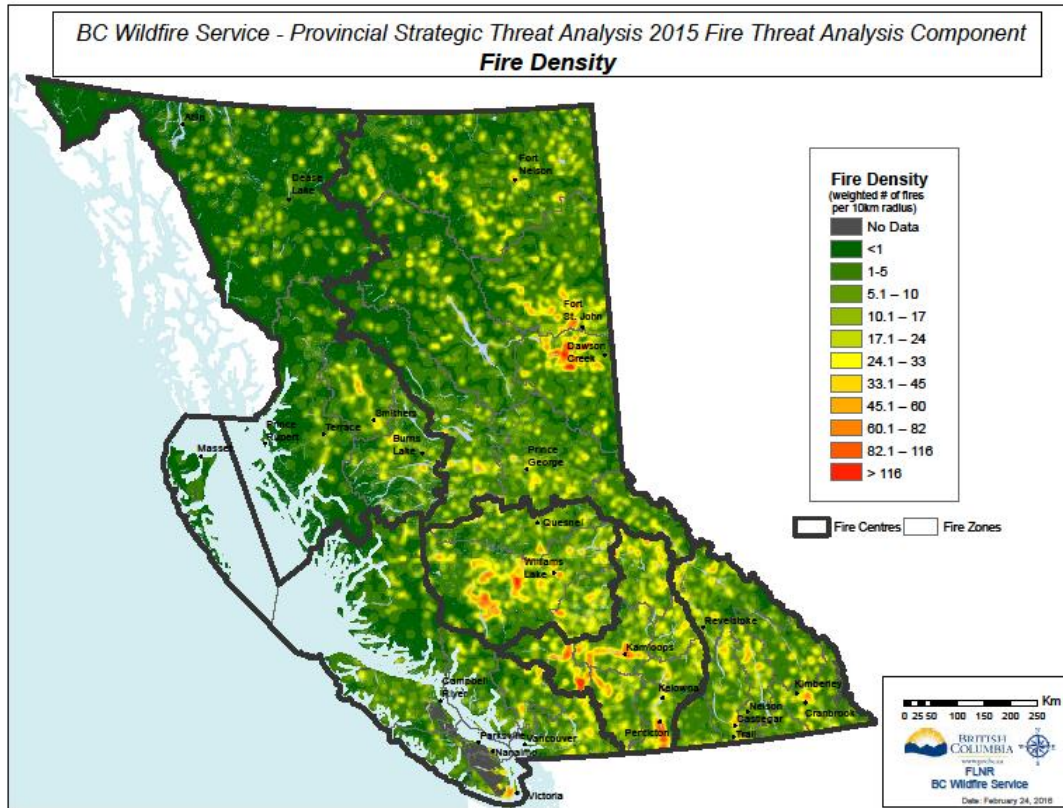 BC Wildfire Service - Provincial Strategic Threat Analysis 2015 Fire Threat Analysis Component
Fire Density
Atlin
Dease
Lake
Fort
Nelson
Fort
St. John
Dawson
Creek
Smithers
Terrace
Prince
Rupert
Burns
Lake
Masset
Prince
George
Quesnel
Williams
Lake
Revelstoke
Kamloops
Campbell
River
Kelowna
Kimberley
Nelson
Cranbrook
Castlegar
Penticton
Trail
Parksville
Vancouver
Nanaimo
Victoria
Fire Density
(weighted # of fires
per 10km radius)
No Data
<1
1-5
5.1 – 10
10.1 – 17
17.1 – 24
24.1 – 33
33.1 – 45
45.1 – 60
60.1 – 82
82.1 – 116
> 116
Fire Centres Fire Zones
Km
0 25 50 100 150 200 250
BRITISH
COLUMBIA
www.gov.bc.ca
FLNR
BC Wildfire Service
Date: February 24, 2016